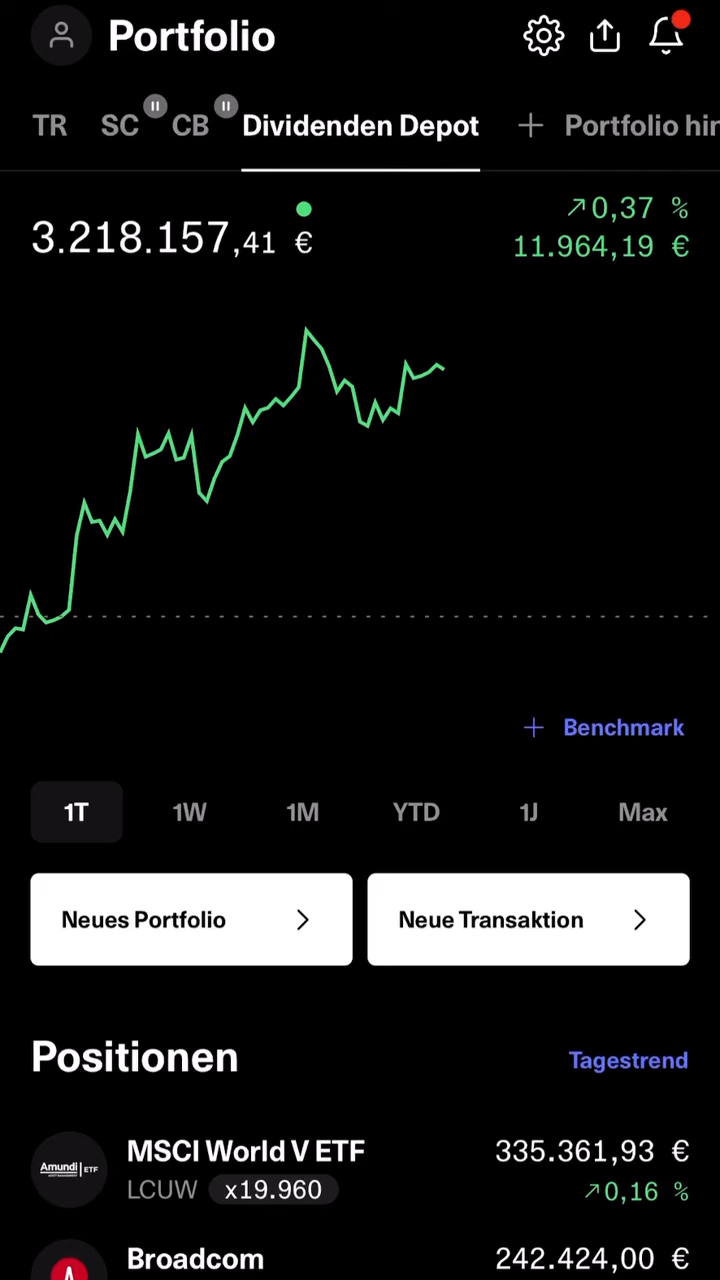 Portfolio
TR SC CB Dividenden Depot + Portfolio hin
3.218.157,41 €
↗0,37 %
11.964,19 €
+ Benchmark
1T 1W 1M YTD 1J Max
Neues Portfolio
Neue Transaktion
Positionen
Tagestrend
Amundi ETF
MSCI World V ETF
335.361,93 €
LCUW x19.960
↗0,16 %
Broadcom
242.424,00 €